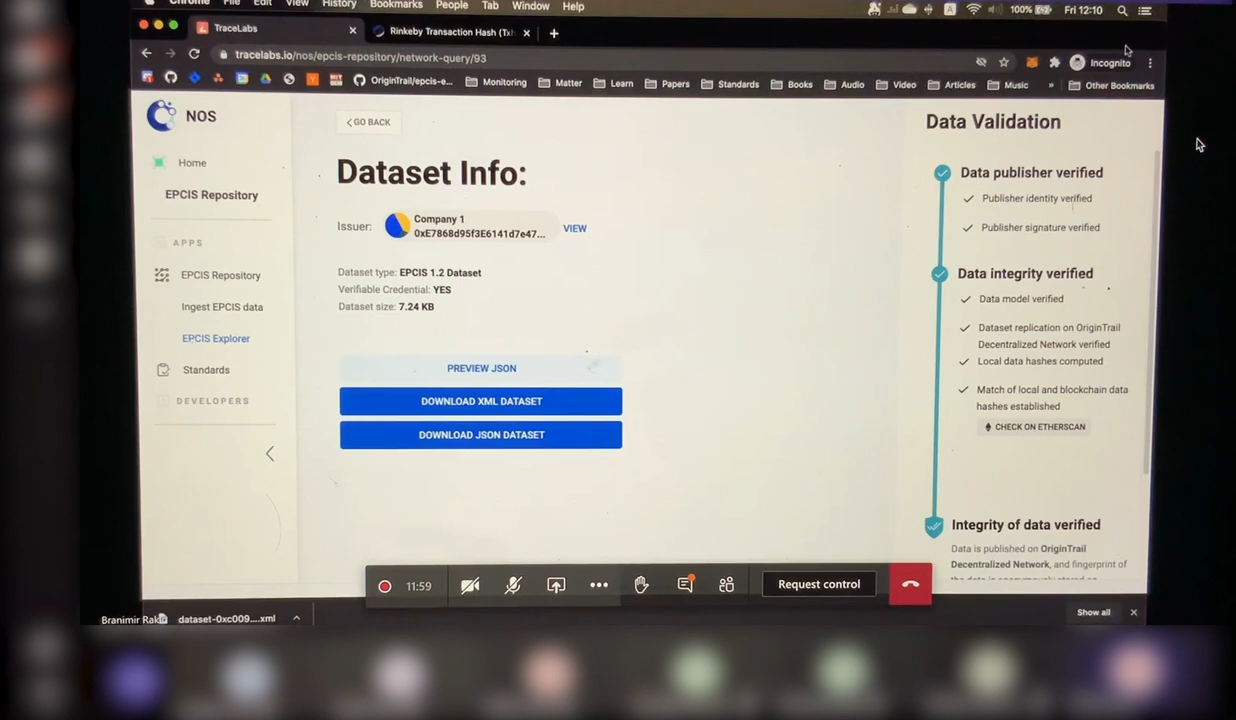 Chrome File Edit View History Bookmarks People Tab Window Help
100% Fri 12:10
TraceLabs
Rinkeby Transaction Hash (Txh
tracelabs.io/nos/epcis-repository/network-query/93
Incognito
OriginTrail/epcis-e...
Monitoring
Matter
Learn
Papers
Standards
Books
Audio
Video
Articles
Music
»
Other Bookmarks
NOS
Home
EPCIS Repository
APPS
EPCIS Repository
Ingest EPCIS data
EPCIS Explorer
Standards
DEVELOPERS
GO BACK
Dataset Info:
Issuer:
Company 1
0xE7868d95f3E6141d7e47...
VIEW
Dataset type: EPCIS 1.2 Dataset
Verifiable Credential: YES
Dataset size: 7.24 KB
PREVIEW JSON
DOWNLOAD XML DATASET
DOWNLOAD JSON DATASET
Data Validation
Data publisher verified
Publisher identity verified
Publisher signature verified
Data integrity verified
Data model verified
Dataset replication on OriginTrail
Decentralized Network verified
Local data hashes computed
Match of local and blockchain data
hashes established
CHECK ON ETHERSCAN
Integrity of data verified
Data is published on OriginTrail
Decentralized Network, and fingerprint of
11:59
Request control
Branimir
dataset-0xc009....xml
Show all